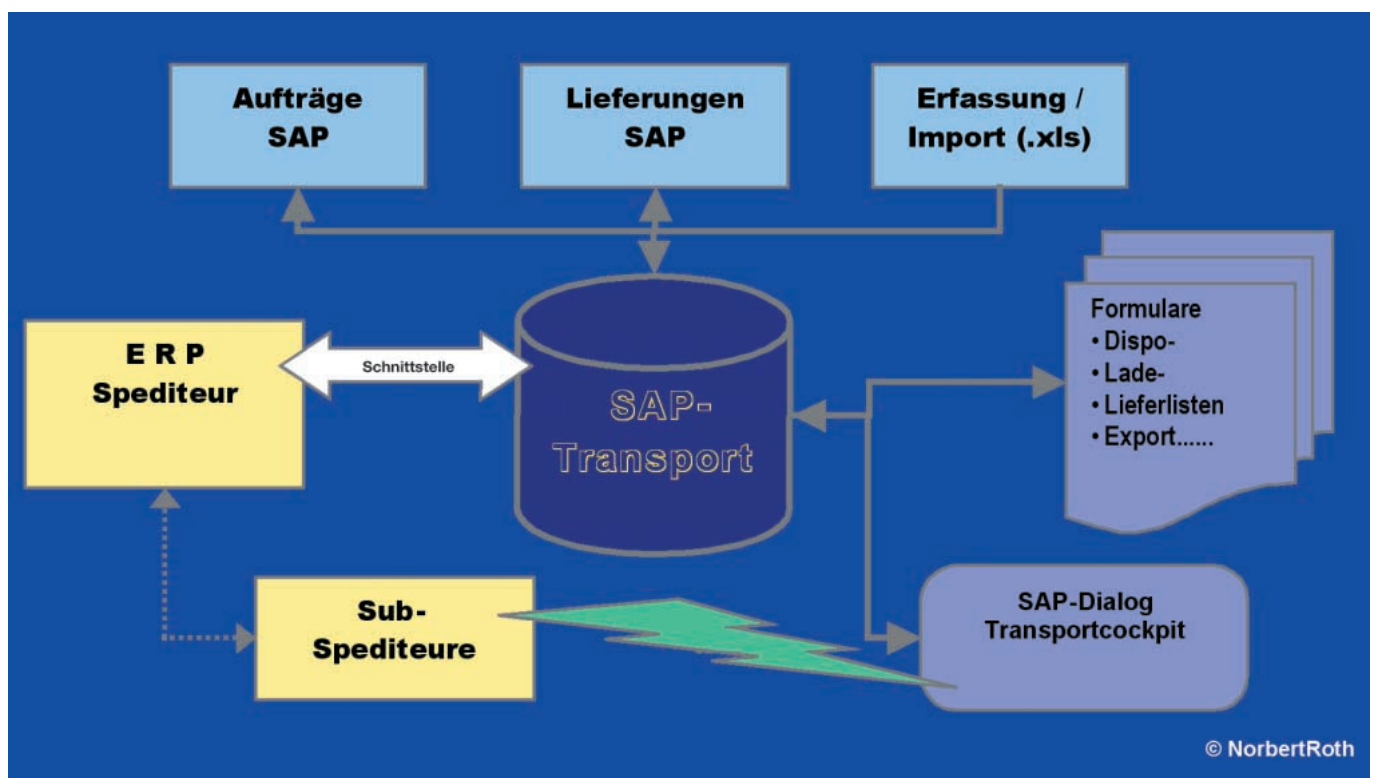 Aufträge
SAP
Lieferungen
SAP
Erfassung /
Import (.xls)
E R P
Spediteur
Schnittstelle
SAP-
Transport
Formulare
• Dispo-
• Lade-
• Lieferlisten
• Export......
Sub-
Spediteure
SAP-Dialog
Transportcockpit
© NorbertRoth